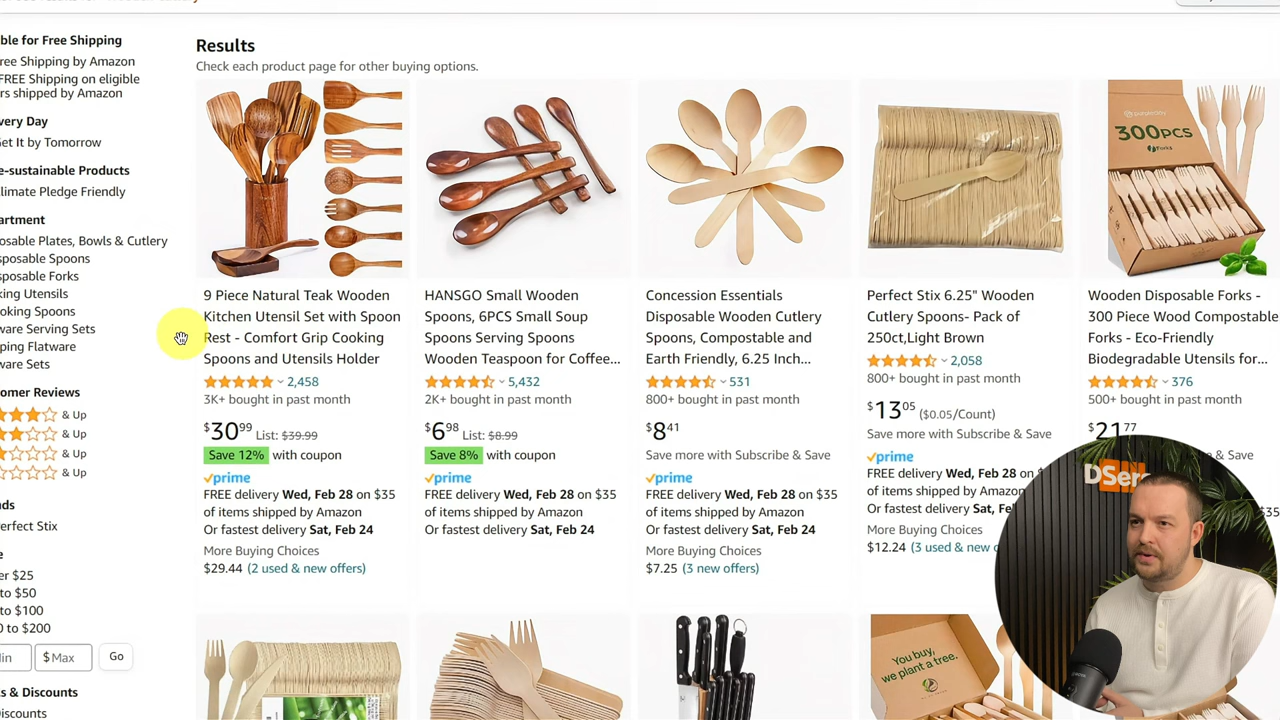 ble for Free Shipping
ree Shipping by Amazon
FREE Shipping on eligible
rs shipped by Amazon
very Day
et It by Tomorrow
e-sustainable Products
limate Pledge Friendly
artment
osable Plates, Bowls & Cutlery
sposable Spoons
sposable Forks
king Utensils
oking Spoons
ware Serving Sets
ping Flatware
ware Sets
omer Reviews
& Up
& Up
& Up
& Up
nds
erfect Stix
e
er $25
to $50
to $100
0 to $200
in
$ Max
Go
s & Discounts
Discounts
Results
Check each product page for other buying options.
9 Piece Natural Teak Wooden
Kitchen Utensil Set with Spoon
Rest - Comfort Grip Cooking
Spoons and Utensils Holder
2,458
3K+ bought in past month
$30.99 List: $39.99
Save 12% with coupon
prime
FREE delivery Wed, Feb 28 on $35
of items shipped by Amazon
Or fastest delivery Sat, Feb 24
More Buying Choices
$29.44 (2 used & new offers)
HANSGO Small Wooden
Spoons, 6PCS Small Soup
Spoons Serving Spoons
Wooden Teaspoon for Coffee...
5,432
2K+ bought in past month
$6.98 List: $8.99
Save 8% with coupon
prime
FREE delivery Wed, Feb 28 on $35
of items shipped by Amazon
Or fastest delivery Sat, Feb 24
Concession Essentials
Disposable Wooden Cutlery
Spoons, Compostable and
Earth Friendly, 6.25 Inch...
531
800+ bought in past month
$8.41
Save more with Subscribe & Save
prime
FREE delivery Wed, Feb 28 on $35
of items shipped by Amazon
Or fastest delivery Sat, Feb 24
More Buying Choices
$7.25 (3 new offers)
Perfect Stix 6.25" Wooden
Cutlery Spoons- Pack of
250ct,Light Brown
2,058
800+ bought in past month
$13.05 ($0.05/Count)
Save more with Subscribe & Save
prime
FREE delivery Wed, Feb 28 on
of items shipped by Amazon
Or fastest delivery Sat, Fe
More Buying Choices
$12.24 (3 used & new o
300PCS
Forks
Wooden Disposable Forks -
300 Piece Wood Compostable
Forks - Eco-Friendly
Biodegradable Utensils for...
376
500+ bought in past month
$21.77
& Save
$35
DSer
You buy,
we plant a tree.